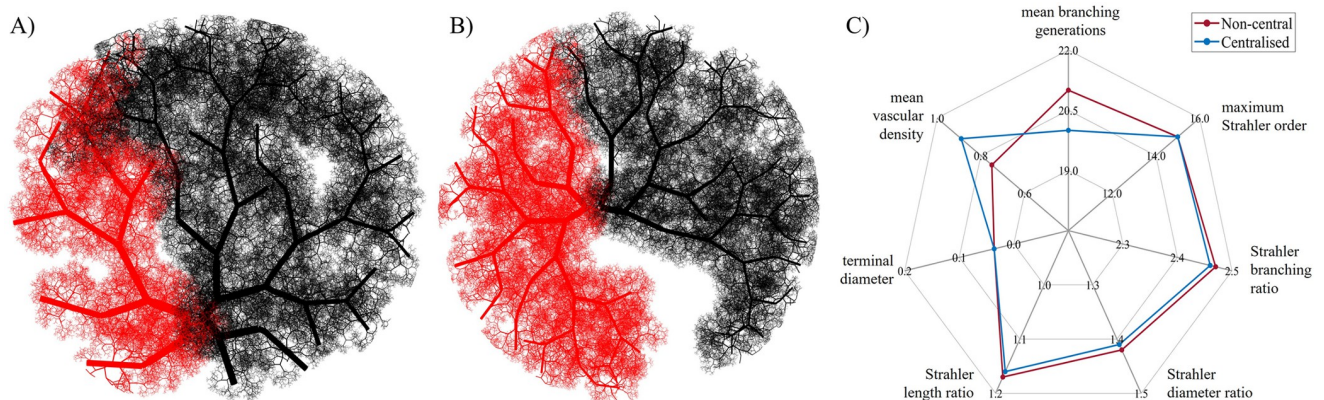 A)
B)
C)
Non-central
Centralised
mean branching
generations
22.0
20.5
19.0
maximum
Strahler order
16.0
14.0
12.0
Strahler
branching
ratio
2.5
2.4
2.3
Strahler
diameter ratio
1.5
1.4
1.3
Strahler
length ratio
1.2
1.1
1.0
terminal
diameter
0.2
0.1
0.0
mean
vascular
density
1.0
0.8
0.6